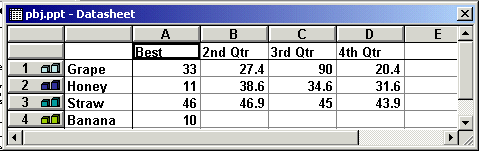 pbj.ppt - Datasheet
A B C D E
Best 2nd Qtr 3rd Qtr 4th Qtr
1 Grape 33 27.4 90 20.4
2 Honey 11 38.6 34.6 31.6
3 Straw 46 46.9 45 43.9
4 Banana 10